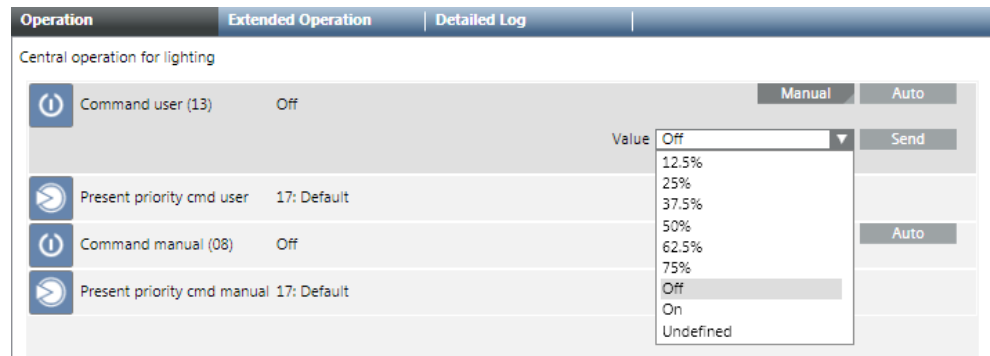 Operation Extended Operation Detailed Log
Central operation for lighting
Command user (13) Off Manual Auto
Value Off Send
12.5%
25%
Present priority cmd user 17: Default
37.5%
50%
Command manual (08) Off Auto
62.5%
75%
Present priority cmd manual 17: Default
Off
On
Undefined